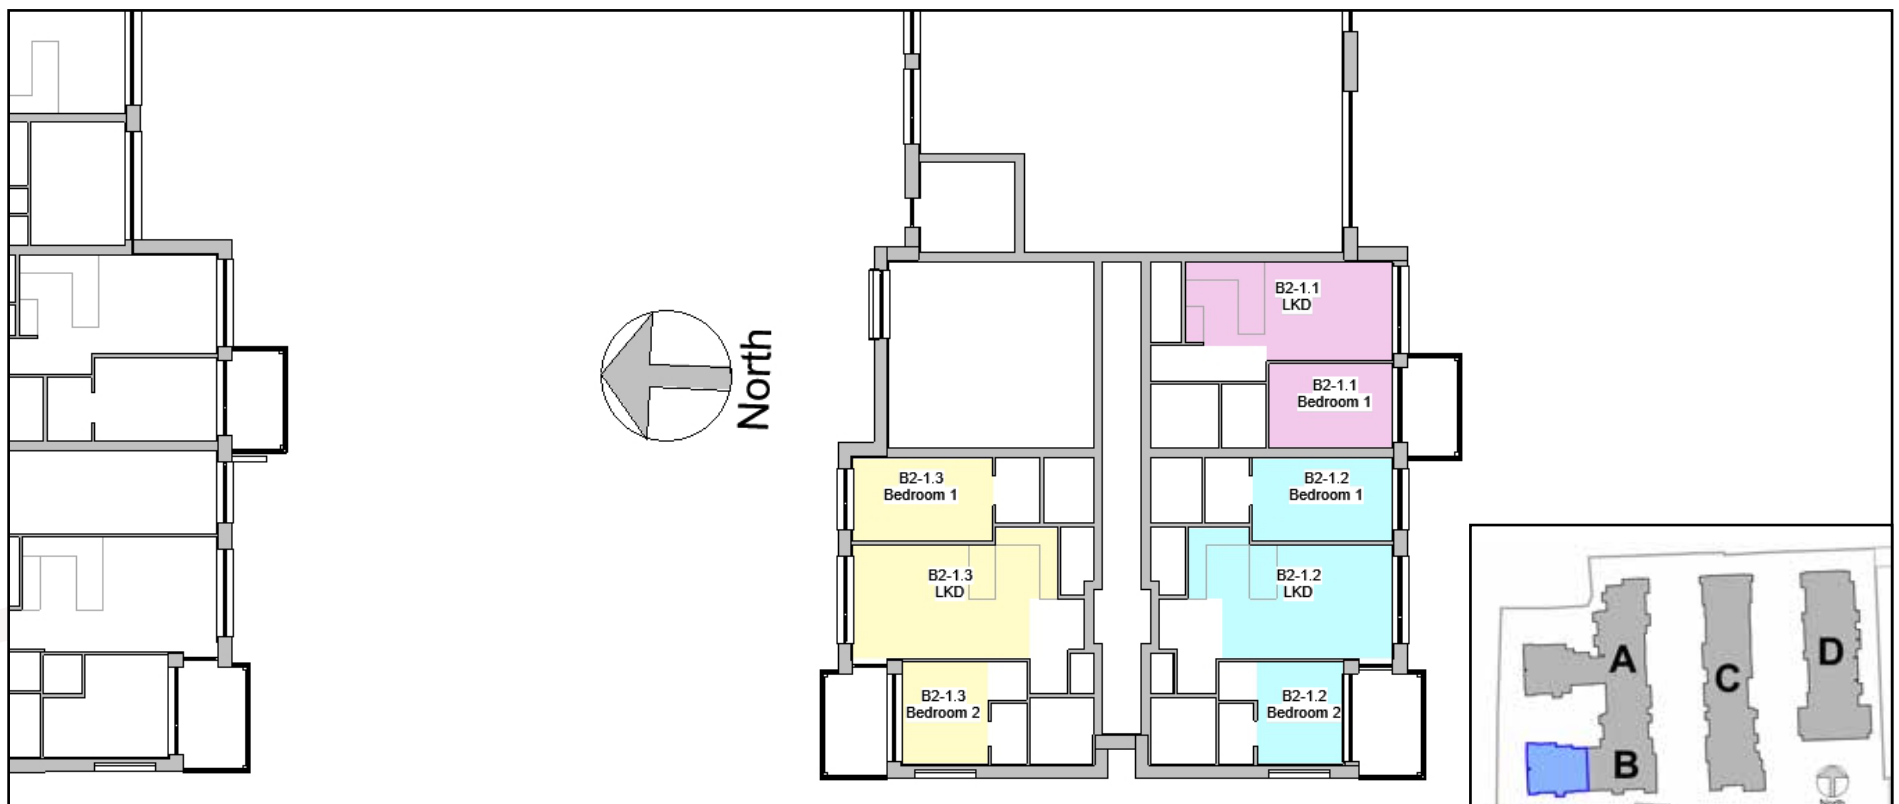 B2-1.1
LKD
B2-1.1
Bedroom 1
North
B2-1.3
Bedroom 1
B2-1.2
Bedroom 1
B2-1.3
LKD
B2-1.2
LKD
B2-1.3
Bedroom 2
B2-1.2
Bedroom 2
A
C
D
B